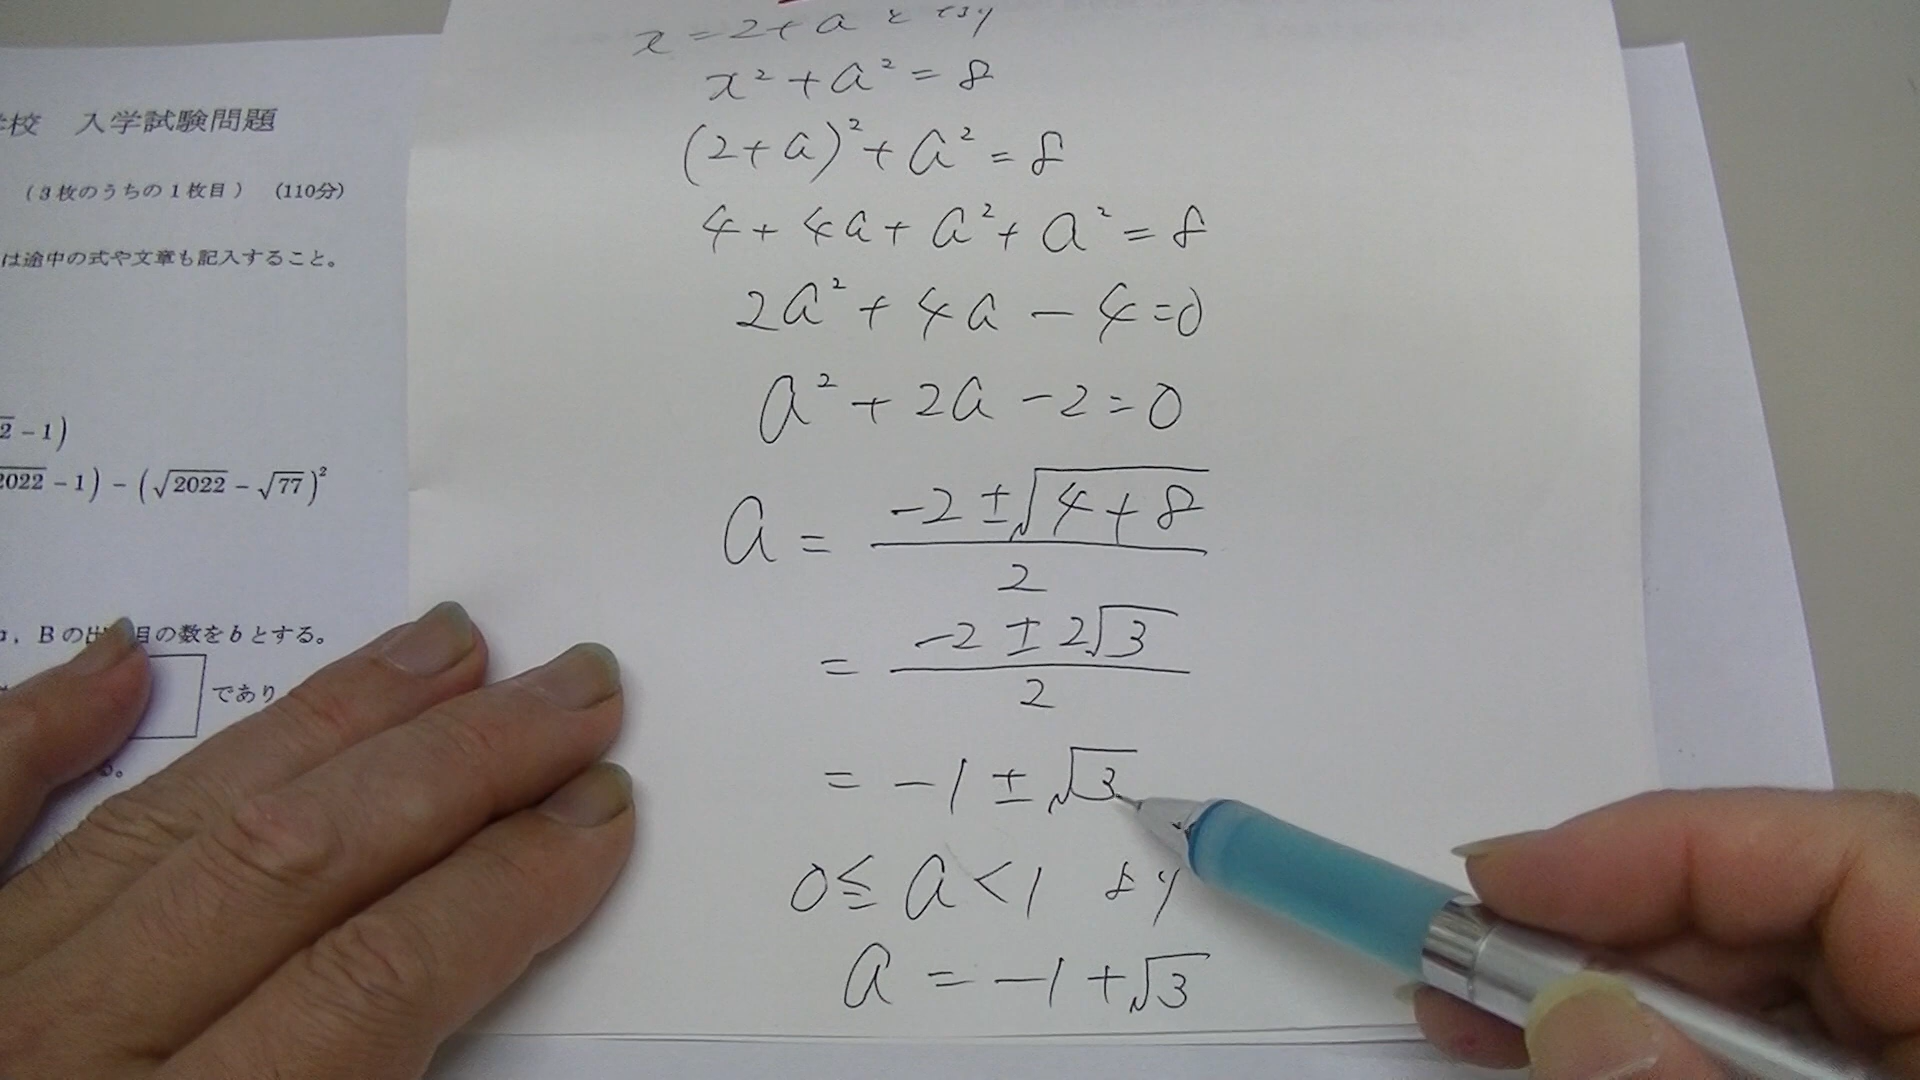 学校 入学試験問題
(3枚のうちの1枚目) (110分)
は途中の式や文章も記入すること。
2 − 1)
2022 − 1) − (√2022 − √77)²
a, Bの出 目の数をbとする。
であり
る。
x = 2 + a と
x² + a² = 8
(2 + a)² + a² = 8
4 + 4a + a² + a² = 8
2a² + 4a − 4 = 0
a² + 2a − 2 = 0
a = (−2 ± √(4 + 8)) / 2
= (−2 ± 2√3) / 2
= −1 ± √3
0 ≦ a < 1 より
a = −1 + √3